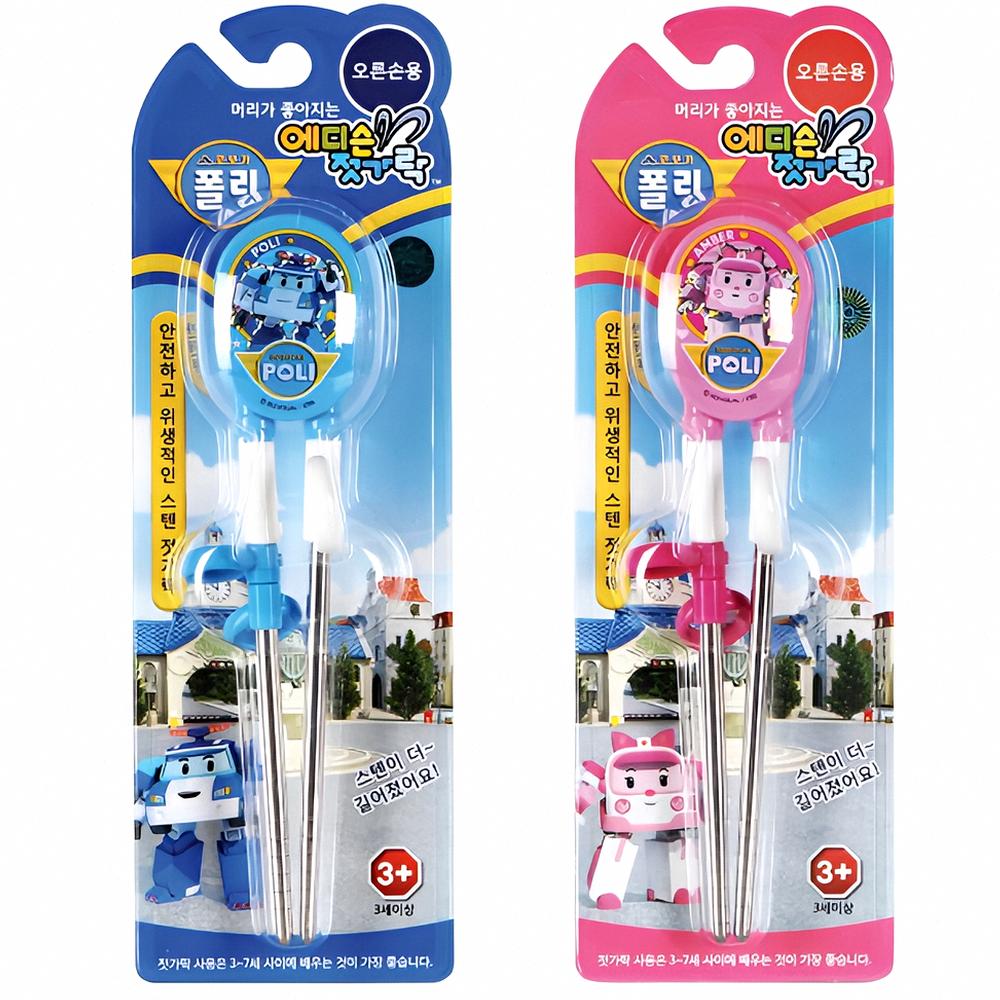 오른손용
머리가 좋아지는
에디슨
젓가락
폴리
POLI
POLI
안전하고 위생적인 스텐
스텐이 더~
길어졌어요!
3+
3세이상
젓가락 사용은 3~7세 사이에 배우는 것이 가장 좋습니다.
오른손용
머리가 좋아지는
에디슨
젓가락
폴리
AMBER
POLI
안전하고 위생적인 스텐
스텐이 더~
길어졌어요!
3+
3세이상
젓가락 사용은 3~7세 사이에 배우는 것이 가장 좋습니다.